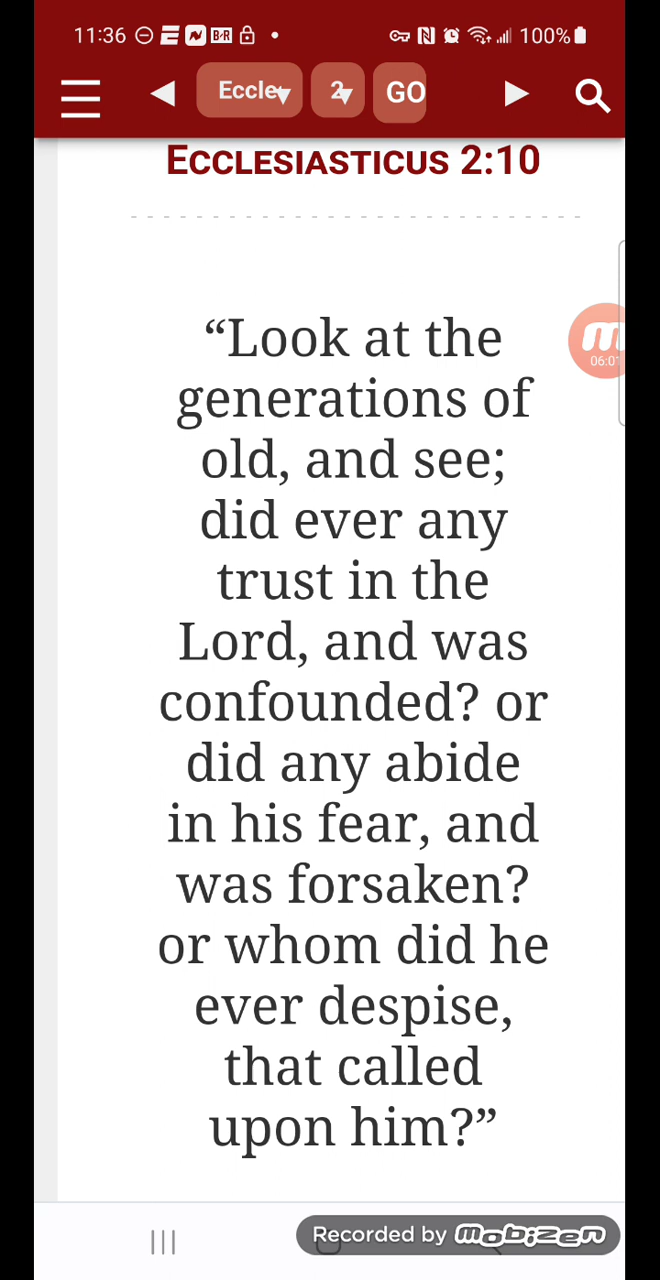 11:36 B-R 100%
Eccle 2 GO
ECCLESIASTICUS 2:10
“Look at the
generations of
old, and see;
did ever any
trust in the
Lord, and was
confounded? or
did any abide
in his fear, and
was forsaken?
or whom did he
ever despise,
that called
upon him?”
Recorded by mobizen